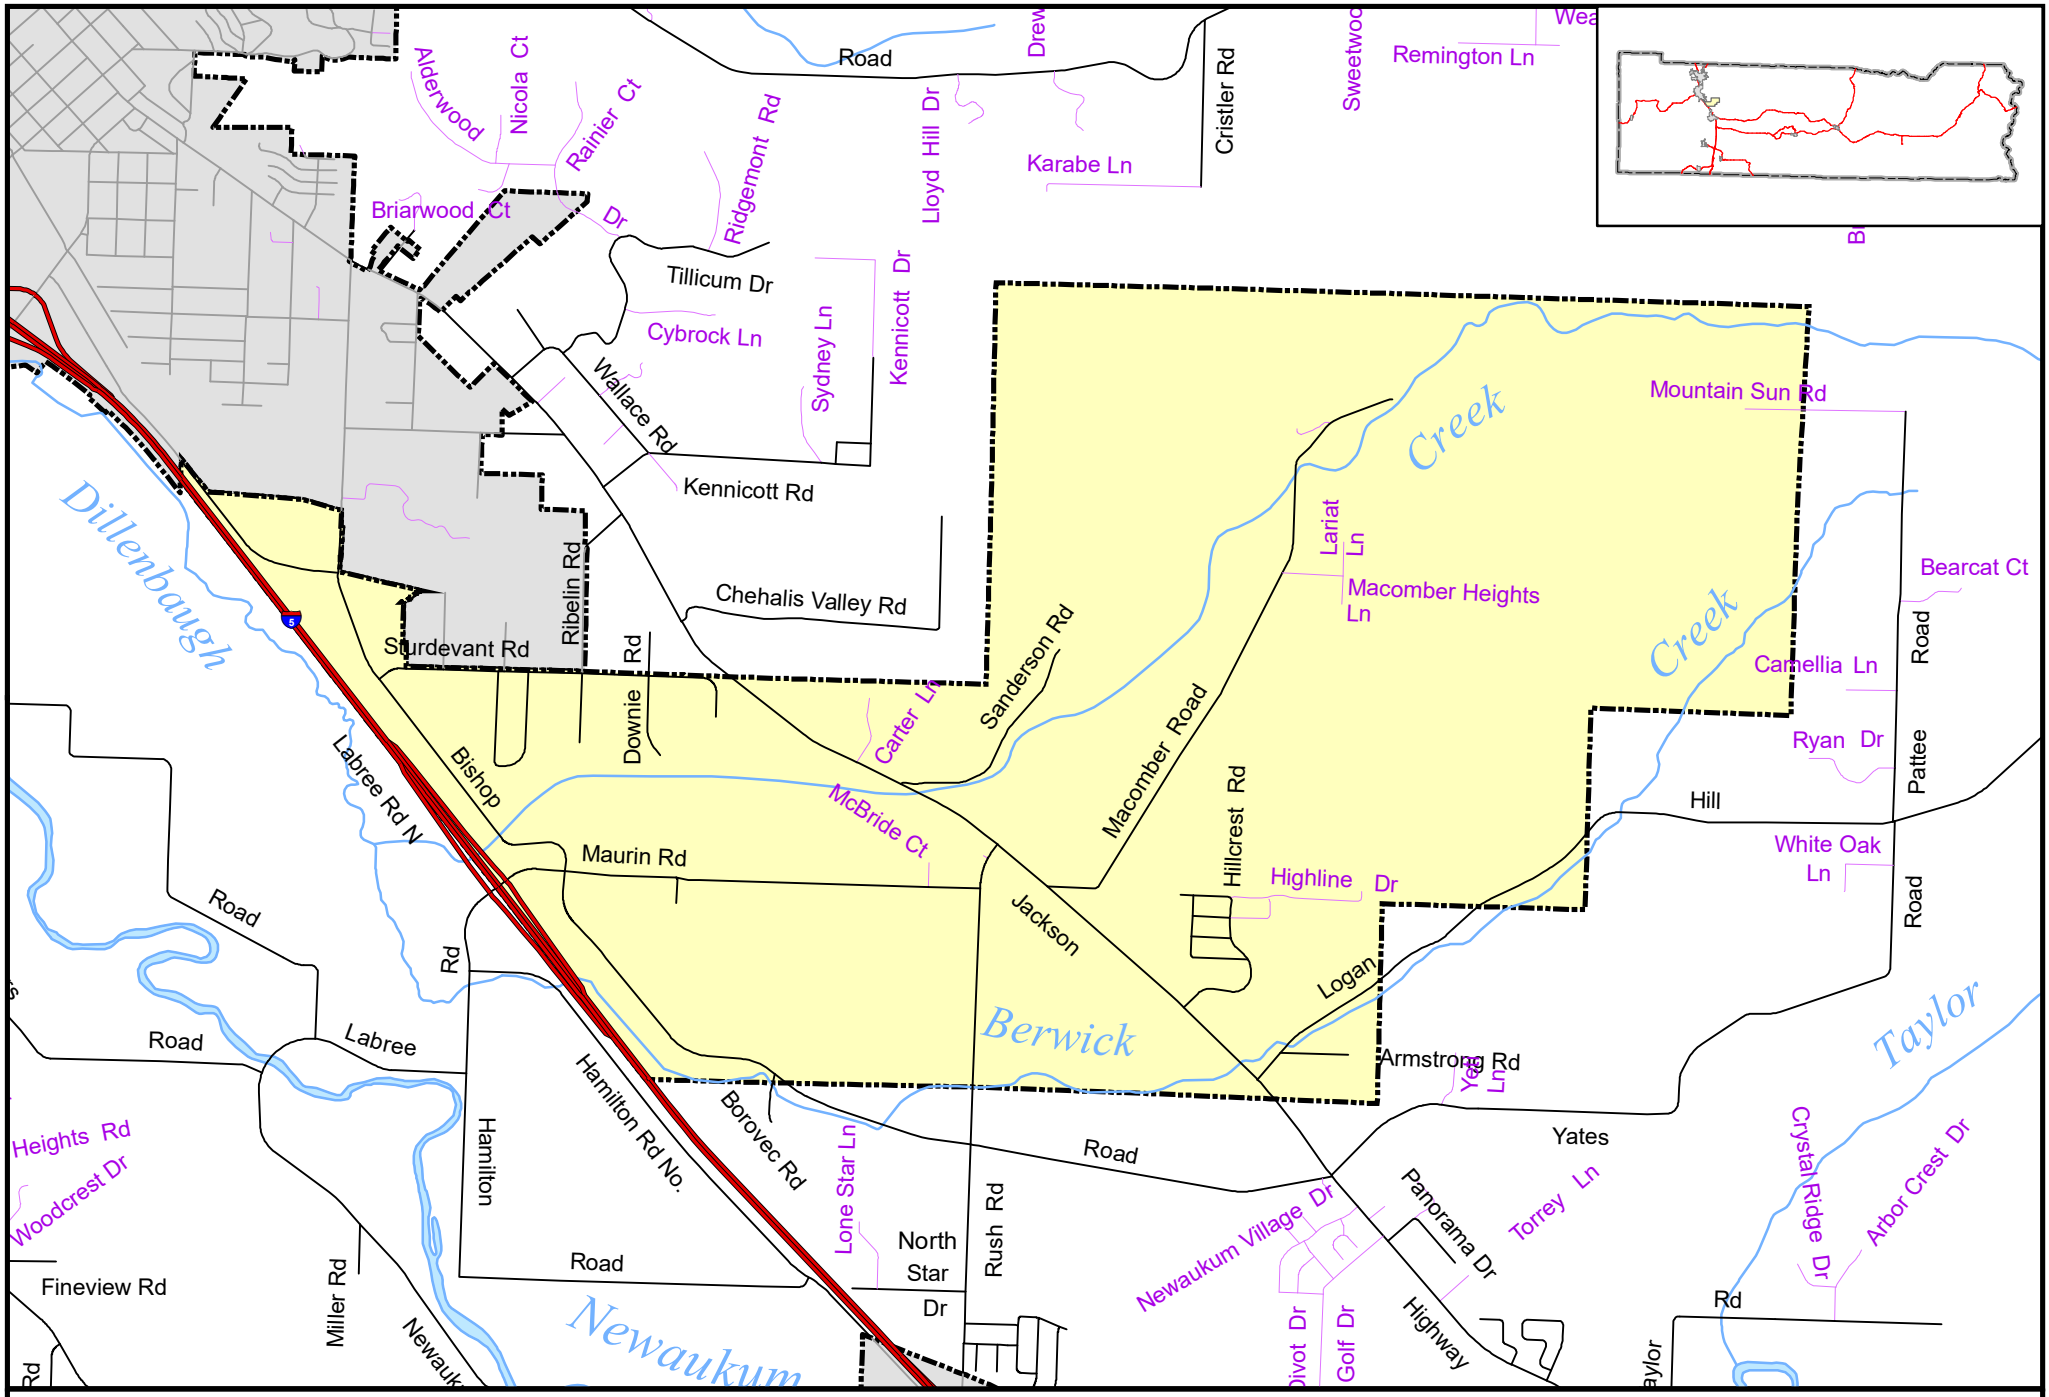 Road
Drew
Cristler Rd
Sweetwoo
Remington Ln
Wea
Alderwood
Nicola Ct
Rainier Ct
Ridgemont Rd
Lloyd Hill Dr
Karabe Ln
Briarwood Ct
Dr
Tillicum Dr
Cybrock Ln
Sydney Ln
Kennicott Dr
Wallace Rd
Kennicott Rd
Creek
Mountain Sun Rd
Dillenbaugh
5
Ribelin Rd
Chehalis Valley Rd
Lariat
Ln
Macomber Heights
Ln
Bearcat Ct
Creek
Road
Sturdevant Rd
Downie Rd
Sanderson Rd
Camellia Ln
Carter Ln
Macomber Road
Ryan Dr
Pattee
Labree Rd N
Bishop
McBride Ct
Hillcrest Rd
Hill
Maurin Rd
Highline Dr
White Oak
Ln
Road
Rd
Jackson
Logan
Road
Road
Labree
Berwick
Armstrong Rd
Taylor
Hamilton Rd No.
Borovec Rd
Yell
Ln
Heights Rd
Woodcrest Dr
Hamilton
Lone Star Ln
Road
Yates
Crystal Ridge Dr
Arbor Crest Dr
Newaukum Village Dr
Panorama Dr
Torrey Ln
Rush Rd
North
Star
Dr
Road
Fineview Rd
Miller Rd
Newauk
Newaukum
Divot Dr
Golf Dr
Highway
Rd
aylor
Rd